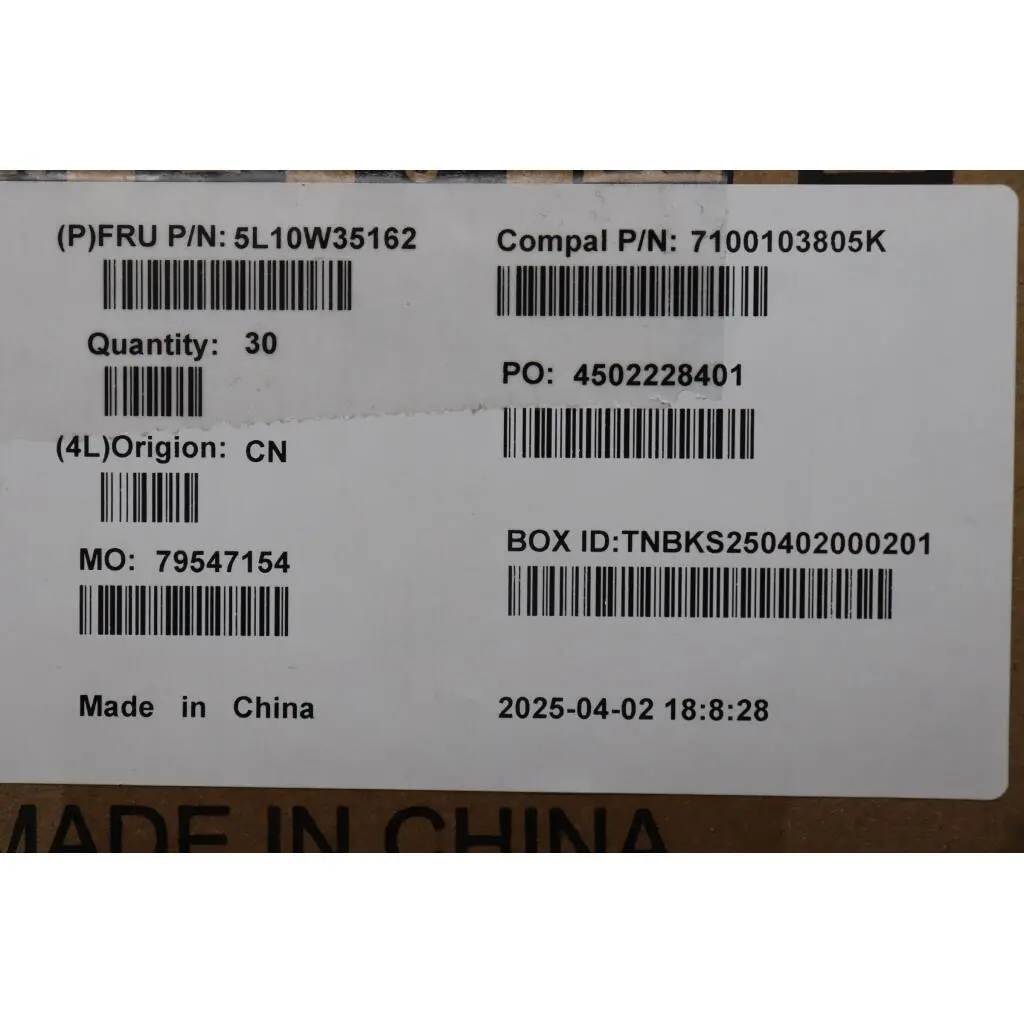 (P)FRU P/N: 5L10W35162
Compal P/N: 7100103805K
Quantity: 30
PO: 4502228401
(4L)Origion: CN
MO: 79547154
BOX ID:TNBKS250402000201
Made in China
2025-04-02 18:8:28
MADE IN CHINA